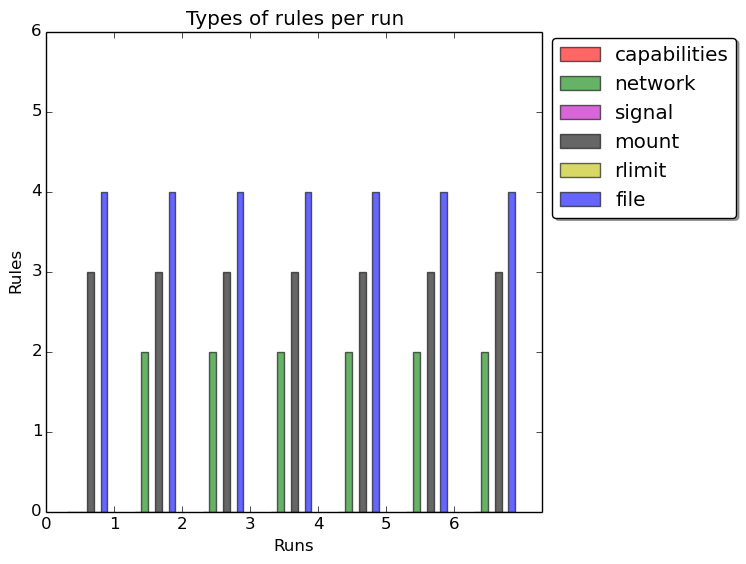 Types of rules per run
6
5
4
3
2
1
0
Rules
0 1 2 3 4 5 6
Runs
capabilities
network
signal
mount
rlimit
file